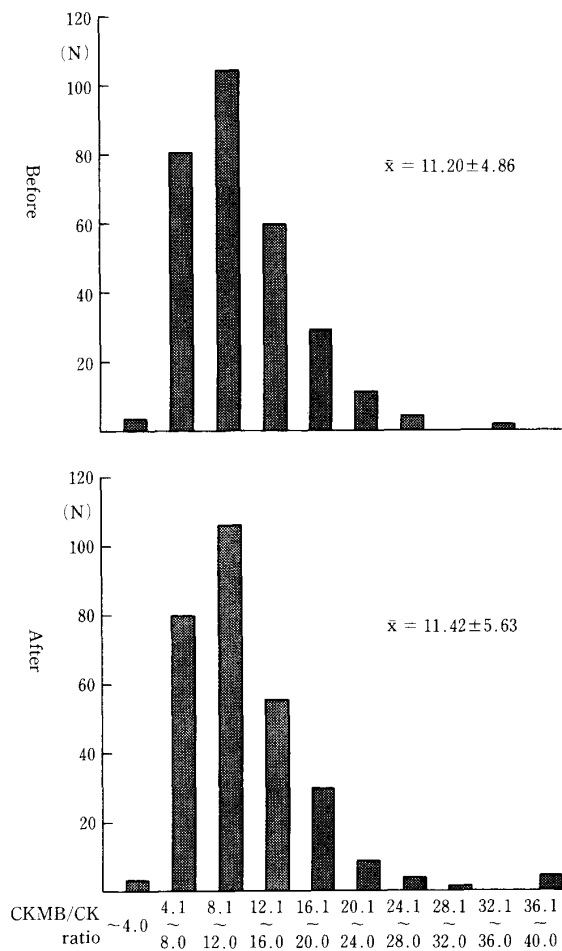 120
(N)
100
80
60
40
20
Before
x̄ = 11.20±4.86
120
(N)
100
80
60
40
20
After
x̄ = 11.42±5.63
CKMB/CK ratio
~4.0
4.1 ~ 8.0
8.1 ~ 12.0
12.1 ~ 16.0
16.1 ~ 20.0
20.1 ~ 24.0
24.1 ~ 28.0
28.1 ~ 32.0
32.1 ~ 36.0
36.1 ~ 40.0